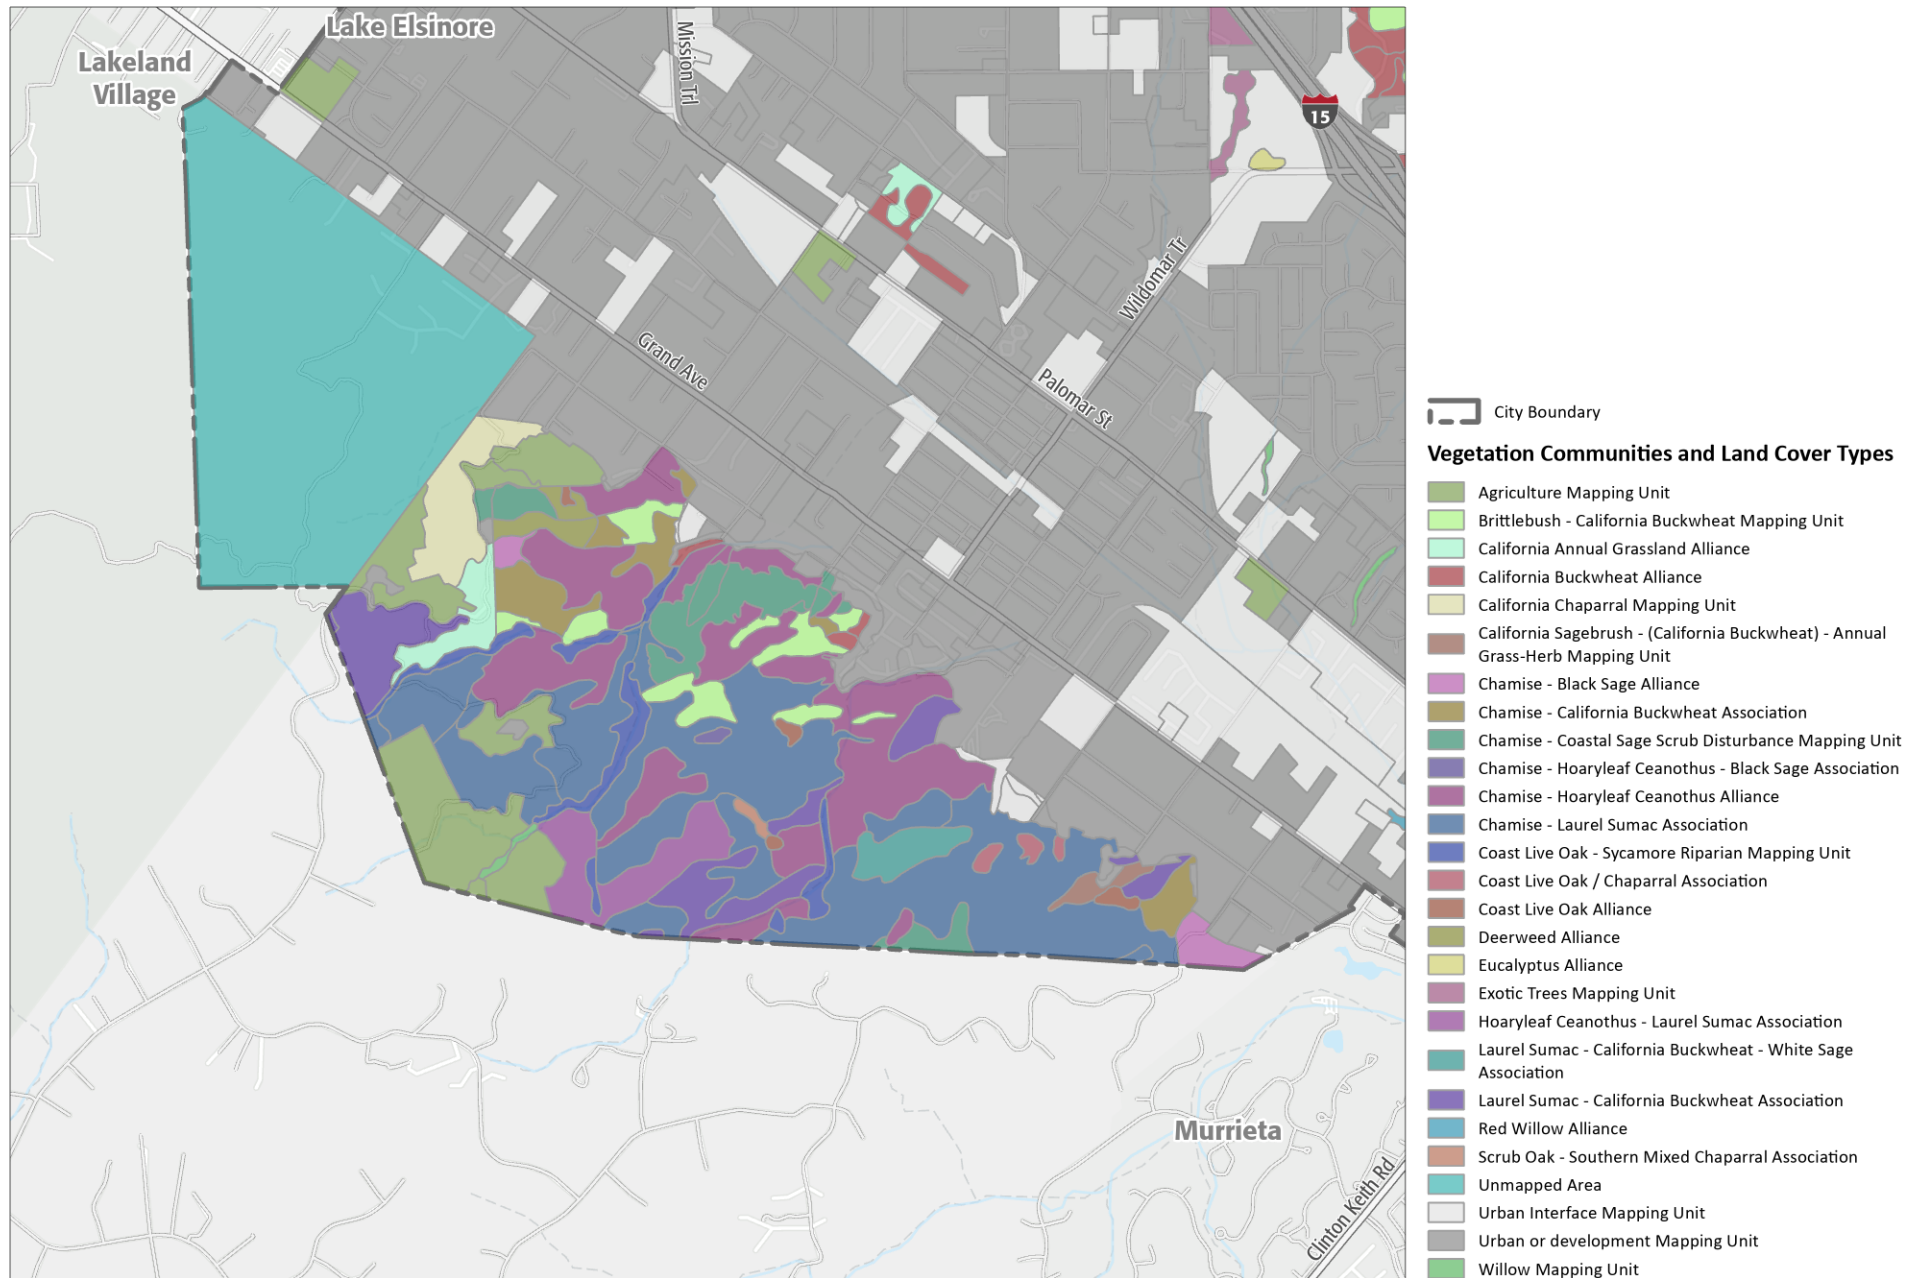 Lake Elsinore
Lakeland
Village
Mission Trl
15
Wildomar Tr
Grand Ave
Palomar St
Murrieta
Clinton Keith Rd
City Boundary
Vegetation Communities and Land Cover Types
Agriculture Mapping Unit
Brittlebush - California Buckwheat Mapping Unit
California Annual Grassland Alliance
California Buckwheat Alliance
California Chaparral Mapping Unit
California Sagebrush - (California Buckwheat) - Annual
Grass-Herb Mapping Unit
Chamise - Black Sage Alliance
Chamise - California Buckwheat Association
Chamise - Coastal Sage Scrub Disturbance Mapping Unit
Chamise - Hoaryleaf Ceanothus - Black Sage Association
Chamise - Hoaryleaf Ceanothus Alliance
Chamise - Laurel Sumac Association
Coast Live Oak - Sycamore Riparian Mapping Unit
Coast Live Oak / Chaparral Association
Coast Live Oak Alliance
Deerweed Alliance
Eucalyptus Alliance
Exotic Trees Mapping Unit
Hoaryleaf Ceanothus - Laurel Sumac Association
Laurel Sumac - California Buckwheat - White Sage
Association
Laurel Sumac - California Buckwheat Association
Red Willow Alliance
Scrub Oak - Southern Mixed Chaparral Association
Unmapped Area
Urban Interface Mapping Unit
Urban or development Mapping Unit
Willow Mapping Unit